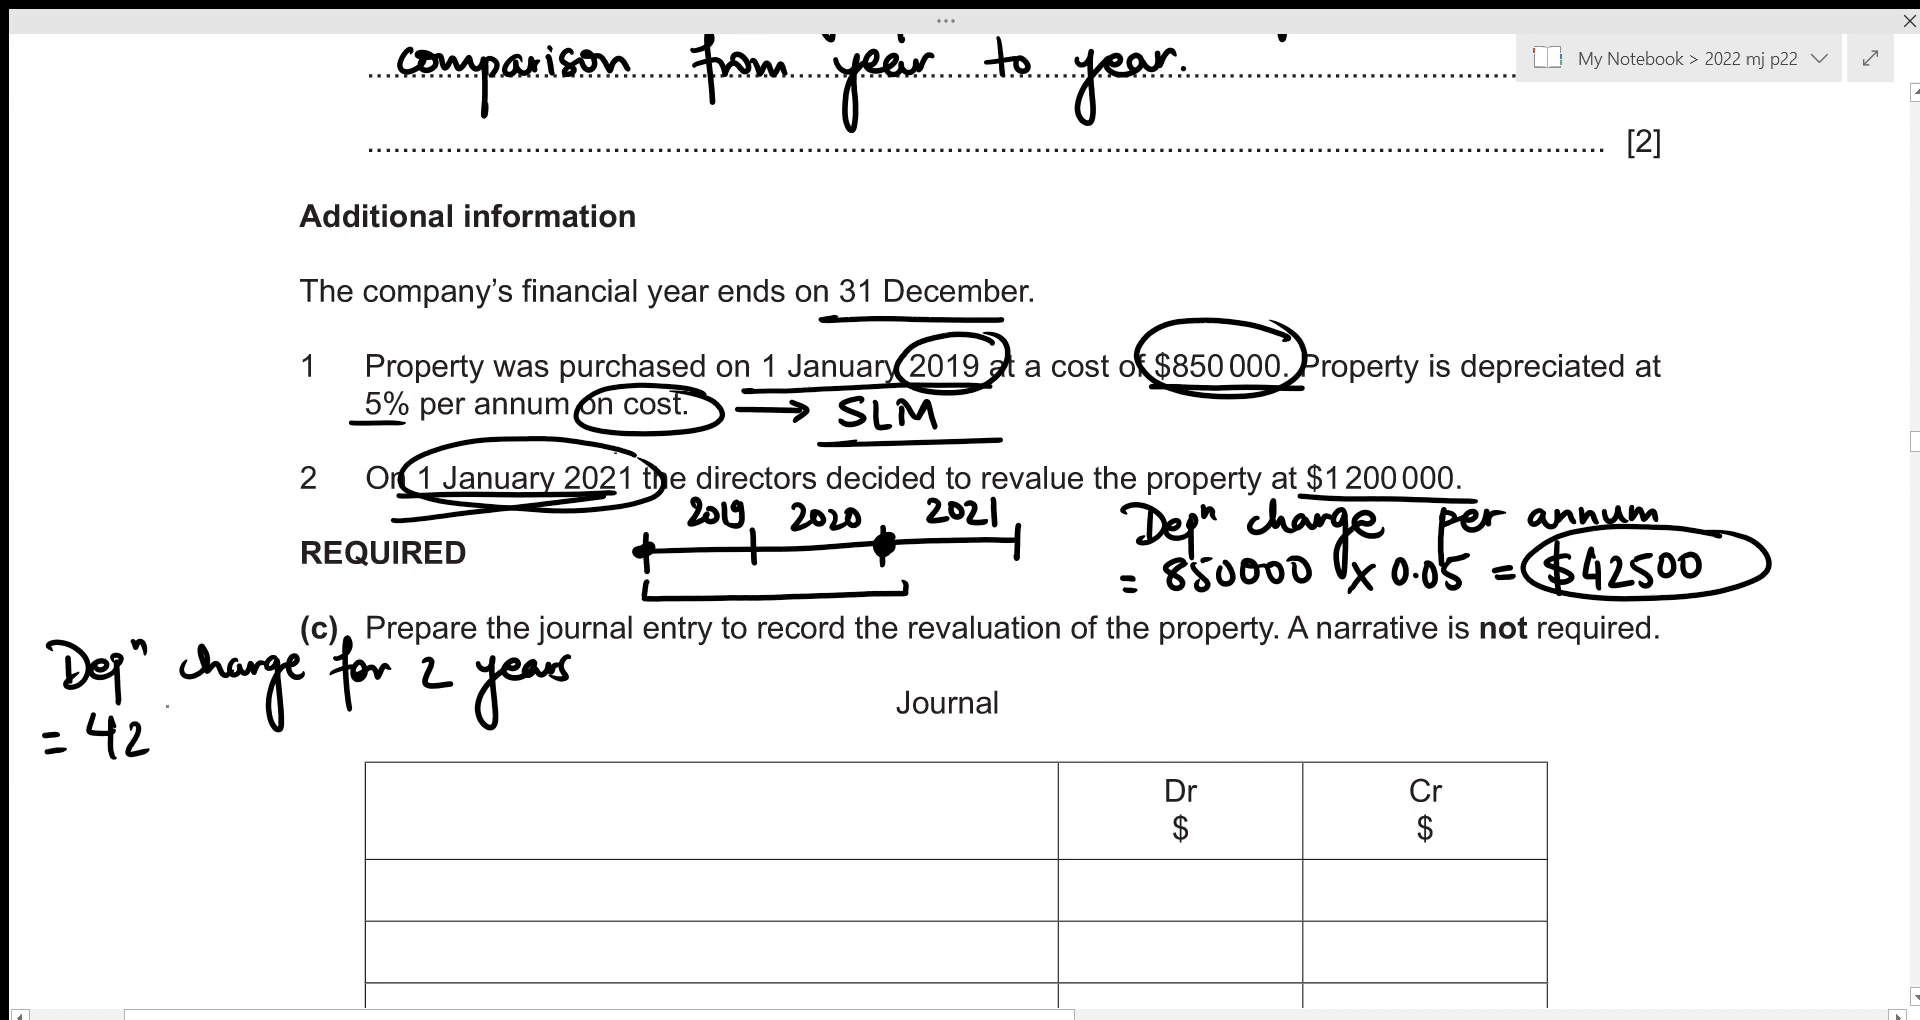 My Notebook > 2022 mj p22
comparison from year to year.
[2]
Additional information
The company's financial year ends on 31 December.
1 Property was purchased on 1 January 2019 at a cost of $850 000. Property is depreciated at
5% per annum on cost. → SLM
2 On 1 January 2021 the directors decided to revalue the property at $1 200 000.
2019 2020 2021
Depn charge per annum
= 850000 x 0.05 = $42500
REQUIRED
(c) Prepare the journal entry to record the revaluation of the property. A narrative is not required.
Depn charge for 2 years
= 42
Journal
Dr Cr
$ $